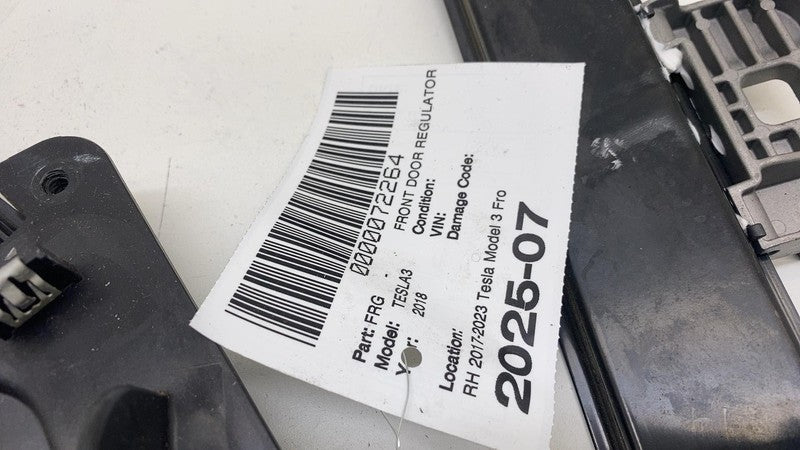 0000072264
Part: FRG - FRONT DOOR REGULATOR
Model: TESLA3 Condition:
Year: 2018 VIN:
Damage Code:
Location:
RH 2017-2023 Tesla Model 3 Fro
2025-07